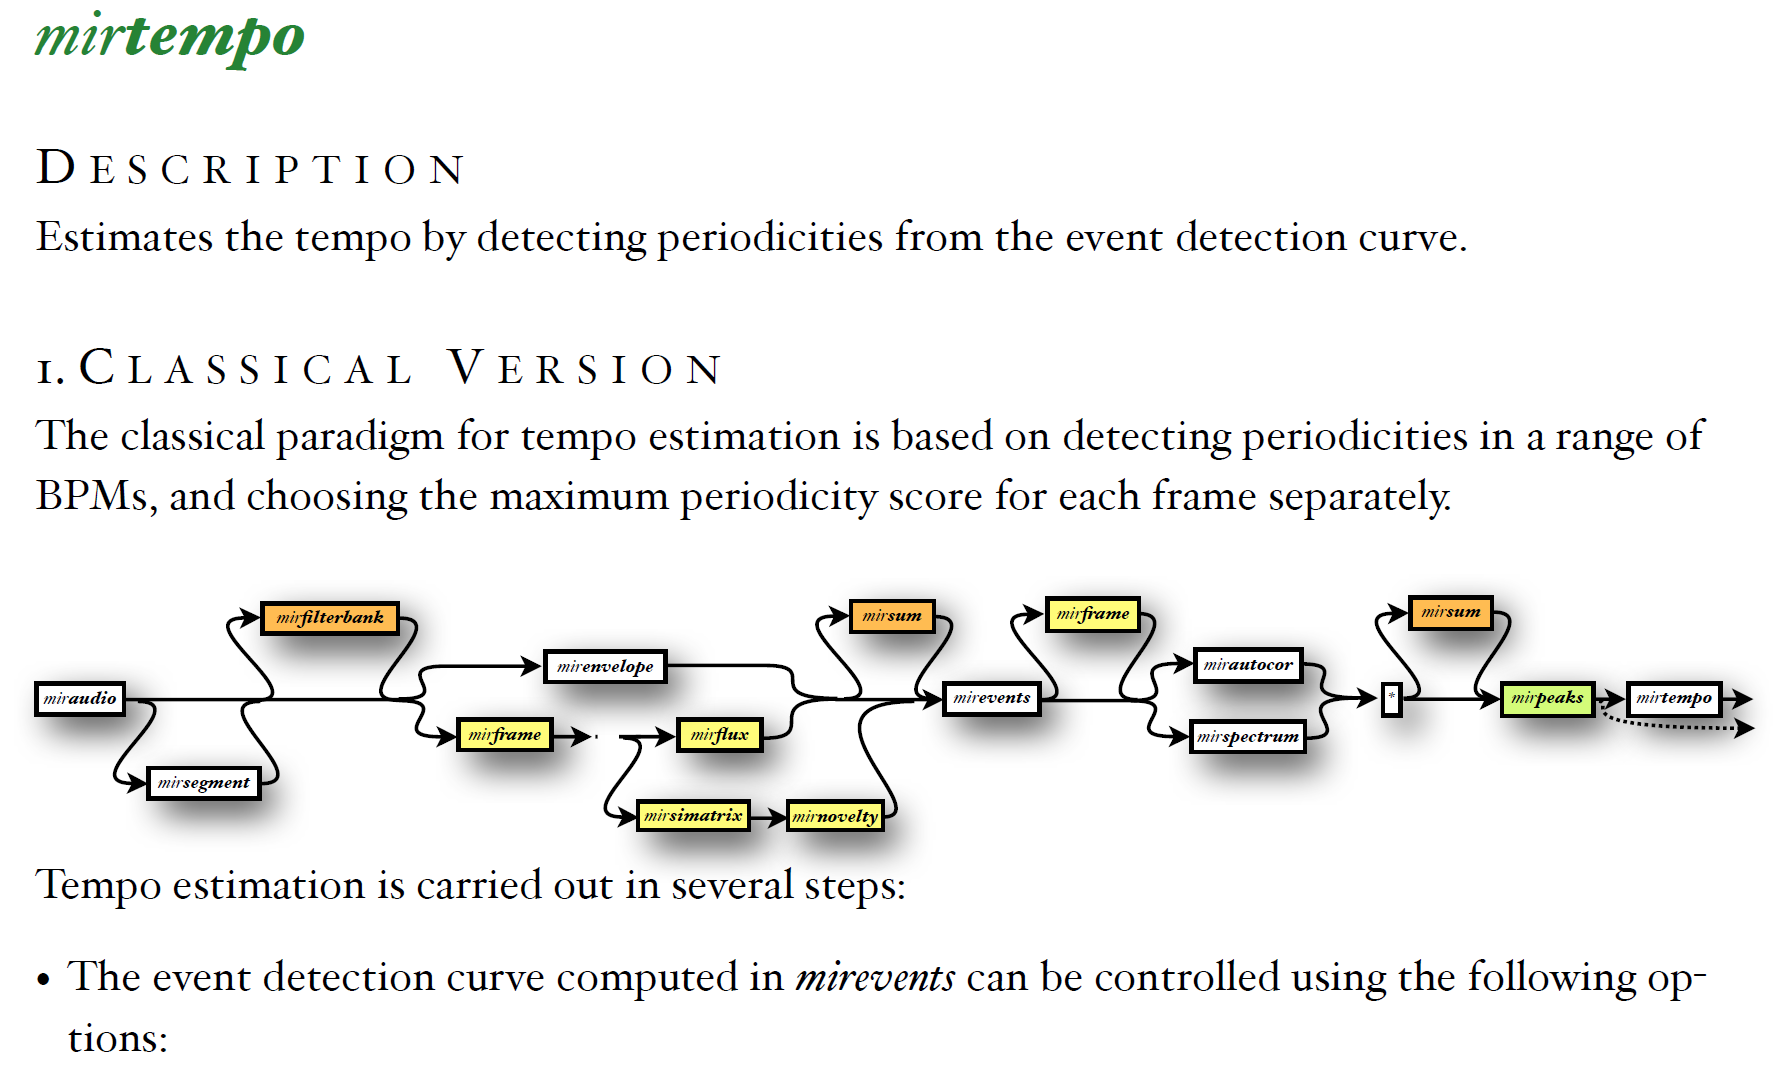 mirtempo
DESCRIPTION
Estimates the tempo by detecting periodicities from the event detection curve.
1. CLASSICAL VERSION
The classical paradigm for tempo estimation is based on detecting periodicities in a range of
BPMs, and choosing the maximum periodicity score for each frame separately.
mirfilterbank
mirsum
mirframe
mirsum
mirenvelope
mirautocor
miraudio
mirevents
*
mirpeaks
mirtempo
mirframe
mirflux
mirspectrum
mirsegment
mirsimatrix
mirnovelty
Tempo estimation is carried out in several steps:
• The event detection curve computed in mirevents can be controlled using the following op-
tions: